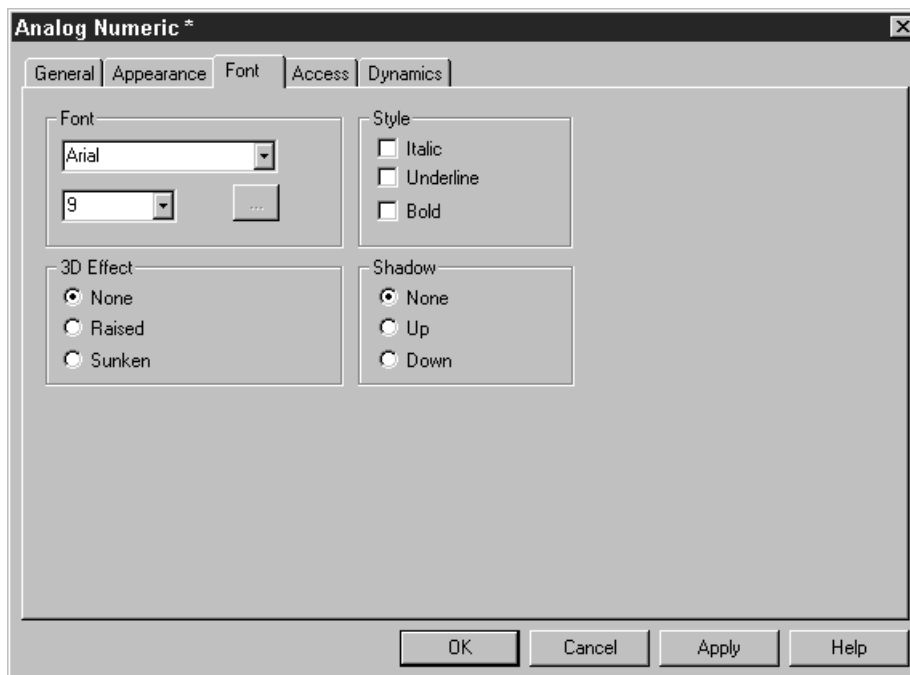 Analog Numeric *
General Appearance Font Access Dynamics
Font
Arial
9
...
Style
Italic
Underline
Bold
3D Effect
None
Raised
Sunken
Shadow
None
Up
Down
OK Cancel Apply Help